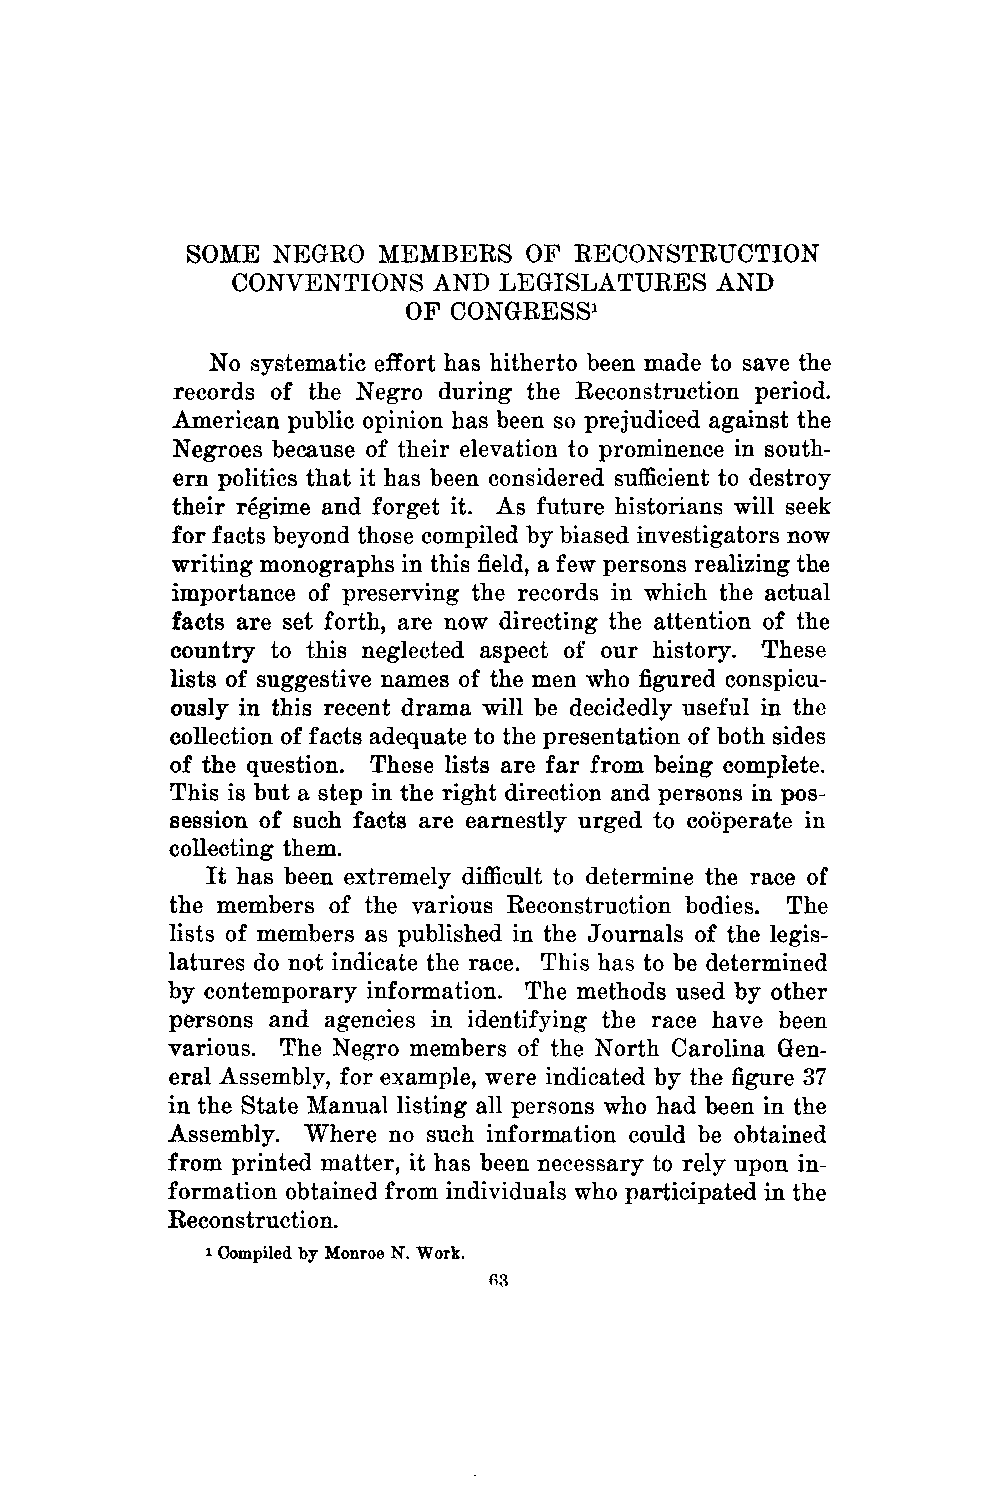 SOME NEGRO MEMBERS OF RECONSTRUCTION
CONVENTIONS AND LEGISLATURES AND
OF CONGRESS¹
No systematic effort has hitherto been made to save the
records of the Negro during the Reconstruction period.
American public opinion has been so prejudiced against the
Negroes because of their elevation to prominence in south-
ern politics that it has been considered sufficient to destroy
their régime and forget it. As future historians will seek
for facts beyond those compiled by biased investigators now
writing monographs in this field, a few persons realizing the
importance of preserving the records in which the actual
facts are set forth, are now directing the attention of the
country to this neglected aspect of our history. These
lists of suggestive names of the men who figured conspicu-
ously in this recent drama will be decidedly useful in the
collection of facts adequate to the presentation of both sides
of the question. These lists are far from being complete.
This is but a step in the right direction and persons in pos-
session of such facts are earnestly urged to coöperate in
collecting them.
It has been extremely difficult to determine the race of
the members of the various Reconstruction bodies. The
lists of members as published in the Journals of the legis-
latures do not indicate the race. This has to be determined
by contemporary information. The methods used by other
persons and agencies in identifying the race have been
various. The Negro members of the North Carolina Gen-
eral Assembly, for example, were indicated by the figure 37
in the State Manual listing all persons who had been in the
Assembly. Where no such information could be obtained
from printed matter, it has been necessary to rely upon in-
formation obtained from individuals who participated in the
Reconstruction.
¹ Compiled by Monroe N. Work.
63